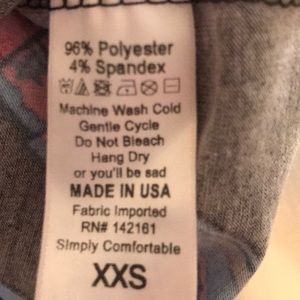 96% Polyester
4% Spandex
Machine Wash Cold
Gentle Cycle
Do Not Bleach
Hang Dry
or you'll be sad
MADE IN USA
Fabric Imported
RN# 142161
Simply Comfortable
XXS